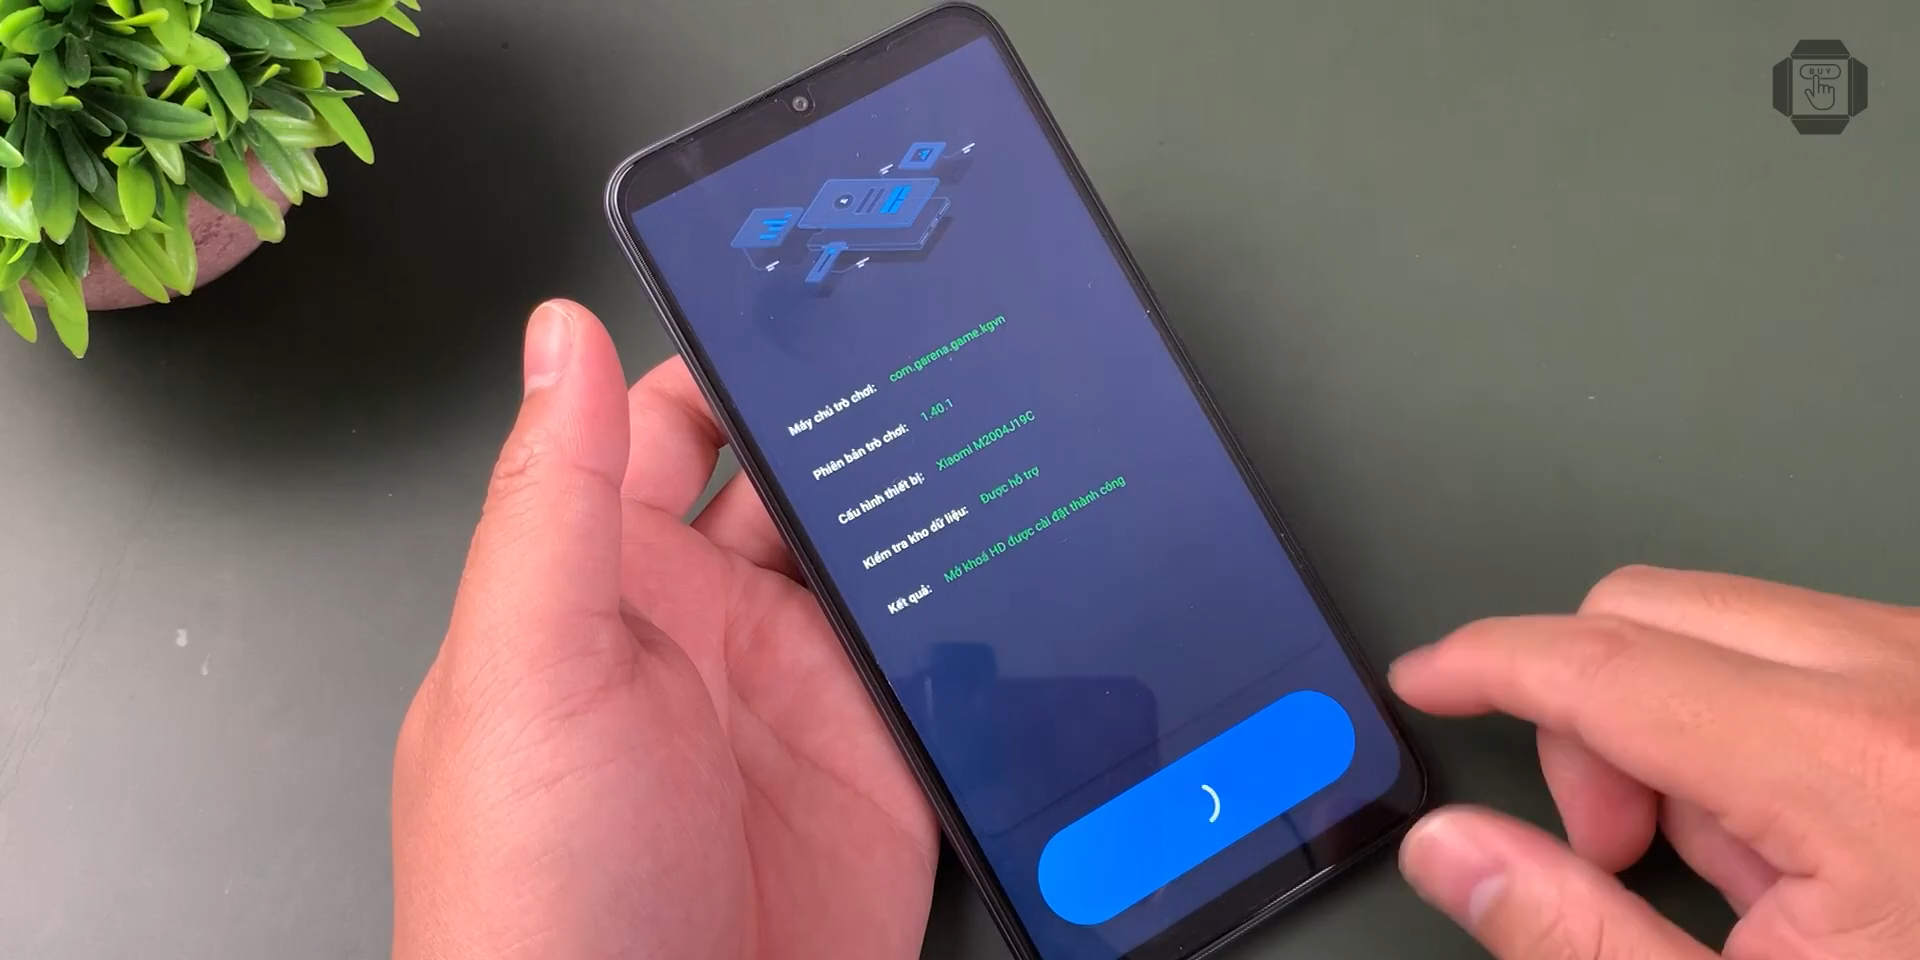 BUY
Máy chủ trò chơi: com.garena.game.kgvn
Phiên bản trò chơi: 1.40.1
Cấu hình thiết bị: Xiaomi M2004J19C
Kiểm tra kho dữ liệu: Được hỗ trợ
Kết quả: Mở khoá HD được cài đặt thành công